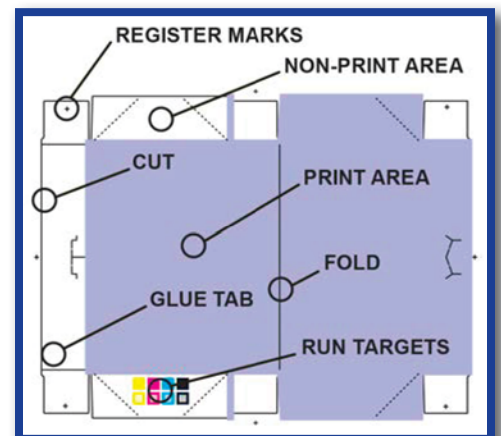 REGISTER MARKS
NON-PRINT AREA
CUT
PRINT AREA
FOLD
GLUE TAB
RUN TARGETS